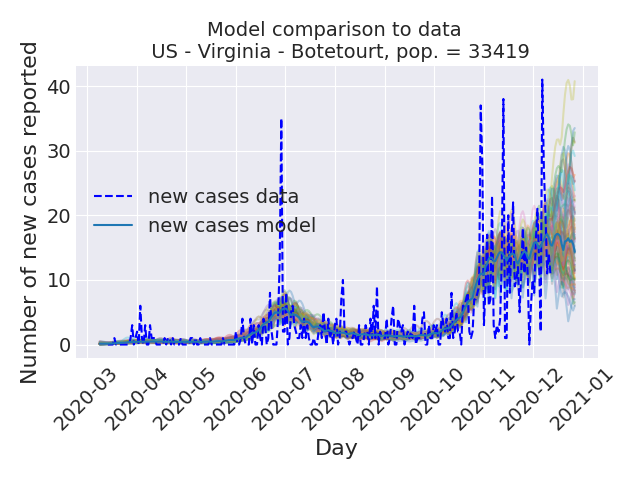 Model comparison to data
US - Virginia - Botetourt, pop. = 33419
Number of new cases reported
40
30
20
10
0
new cases data
new cases model
2020-03
2020-04
2020-05
2020-06
2020-07
2020-08
2020-09
2020-10
2020-11
2020-12
2021-01
Day